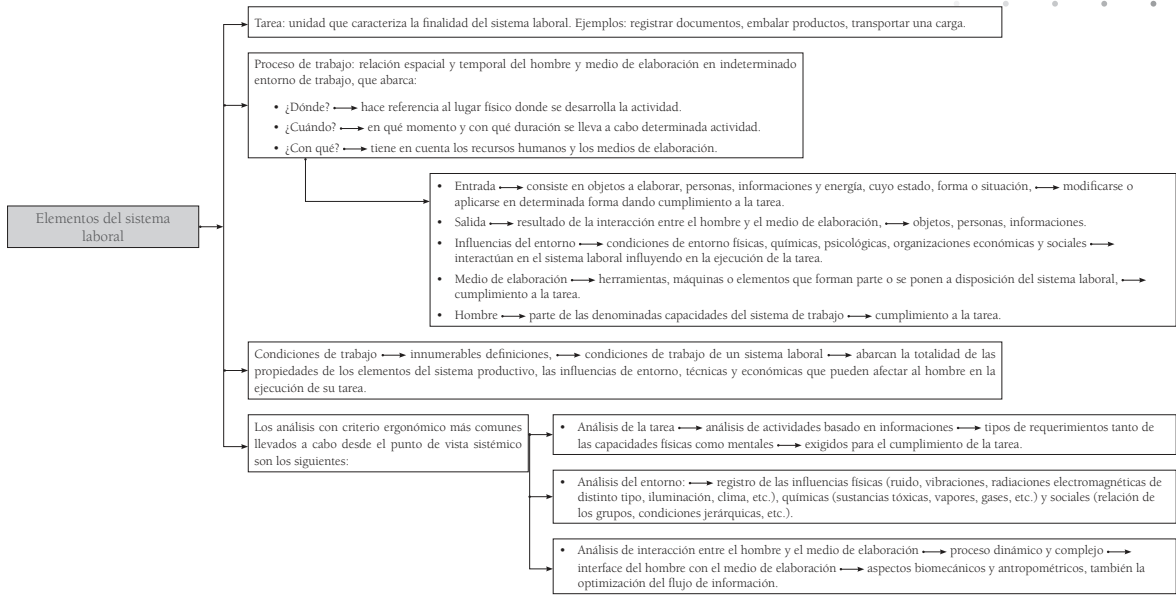 Tarea: unidad que caracteriza la finalidad del sistema laboral. Ejemplos: registrar documentos, embalar productos, transportar una carga.
Proceso de trabajo: relación espacial y temporal del hombre y medio de elaboración en indeterminado
entorno de trabajo, que abarca:
• ¿Dónde? → hace referencia al lugar físico donde se desarrolla la actividad.
• ¿Cuándo? → en qué momento y con qué duración se lleva a cabo determinada actividad.
• ¿Con qué? → tiene en cuenta los recursos humanos y los medios de elaboración.
• Entrada → consiste en objetos a elaborar, personas, informaciones y energía, cuyo estado, forma o situación, → modificarse o
aplicarse en determinada forma dando cumplimiento a la tarea.
• Salida → resultado de la interacción entre el hombre y el medio de elaboración, → objetos, personas, informaciones.
• Influencias del entorno → condiciones de entorno físicas, químicas, psicológicas, organizaciones económicas y sociales →
interactúan en el sistema laboral influyendo en la ejecución de la tarea.
• Medio de elaboración → herramientas, máquinas o elementos que forman parte o se ponen a disposición del sistema laboral, →
cumplimiento a la tarea.
• Hombre → parte de las denominadas capacidades del sistema de trabajo → cumplimiento a la tarea.
Elementos del sistema
laboral
Condiciones de trabajo → innumerables definiciones, → condiciones de trabajo de un sistema laboral → abarcan la totalidad de las
propiedades de los elementos del sistema productivo, las influencias de entorno, técnicas y económicas que pueden afectar al hombre en la
ejecución de su tarea.
Los análisis con criterio ergonómico más comunes
llevados a cabo desde el punto de vista sistémico
son los siguientes:
• Análisis de la tarea → análisis de actividades basado en informaciones → tipos de requerimientos tanto de
las capacidades físicas como mentales → exigidos para el cumplimiento de la tarea.
• Análisis del entorno: → registro de las influencias físicas (ruido, vibraciones, radiaciones electromagnéticas de
distinto tipo, iluminación, clima, etc.), químicas (sustancias tóxicas, vapores, gases, etc.) y sociales (relación de
los grupos, condiciones jerárquicas, etc.).
• Análisis de interacción entre el hombre y el medio de elaboración → proceso dinámico y complejo →
interface del hombre con el medio de elaboración → aspectos biomecánicos y antropométricos, también la
optimización del flujo de información.